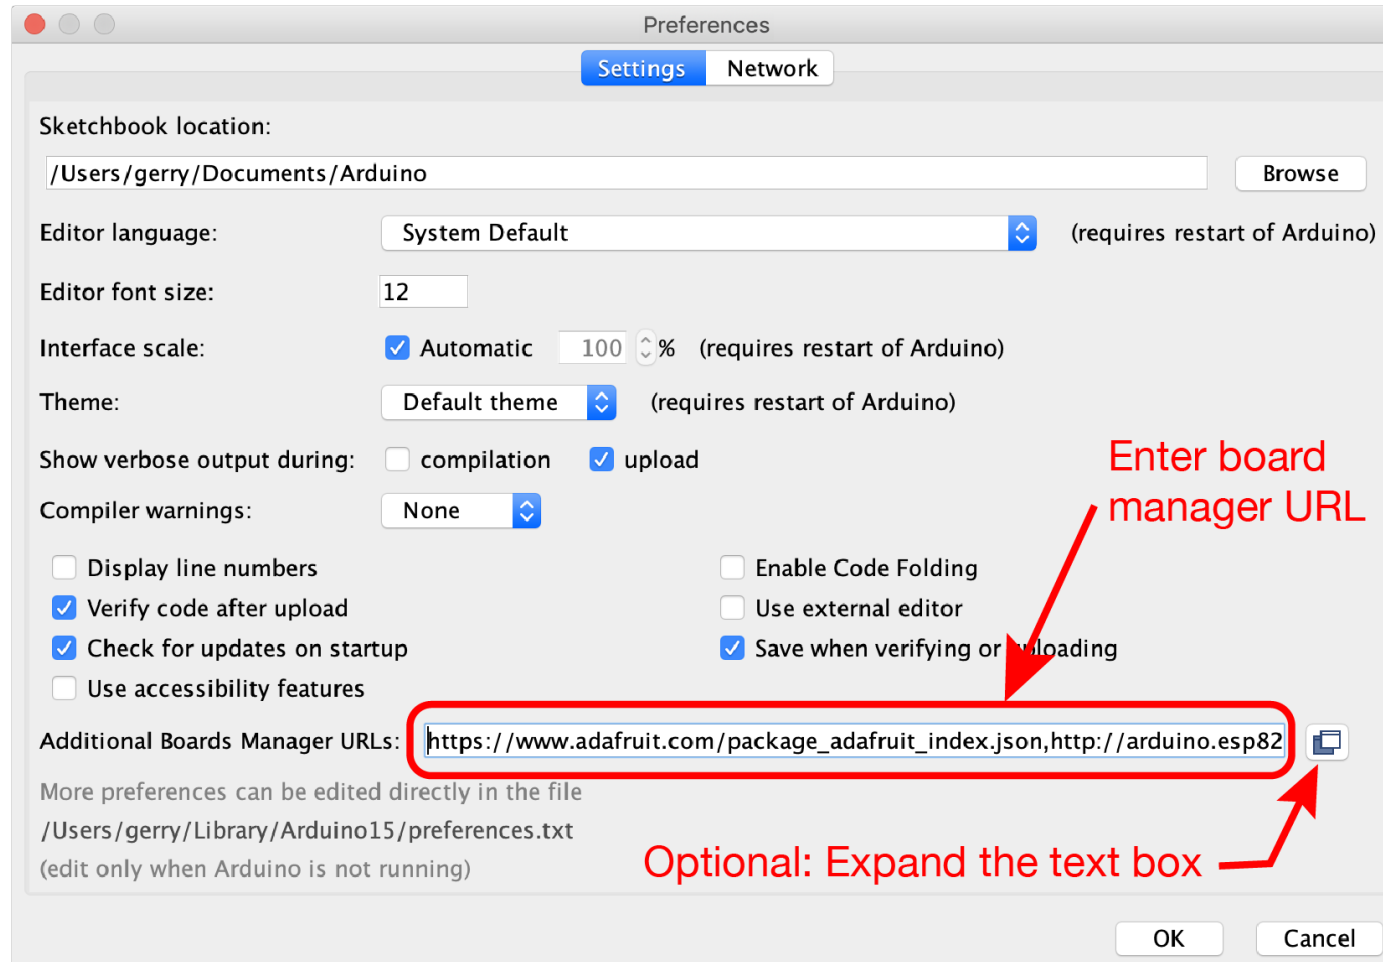 Preferences
Settings Network
Sketchbook location:
/Users/gerry/Documents/Arduino Browse
Editor language: System Default (requires restart of Arduino)
Editor font size: 12
Interface scale: Automatic 100 % (requires restart of Arduino)
Theme: Default theme (requires restart of Arduino)
Show verbose output during: compilation upload
Enter board
manager URL
Compiler warnings: None
Display line numbers Enable Code Folding
Verify code after upload Use external editor
Check for updates on startup Save when verifying or uploading
Use accessibility features
Additional Boards Manager URLs: https://www.adafruit.com/package_adafruit_index.json,http://arduino.esp82
More preferences can be edited directly in the file
/Users/gerry/Library/Arduino15/preferences.txt
(edit only when Arduino is not running)
Optional: Expand the text box
OK Cancel